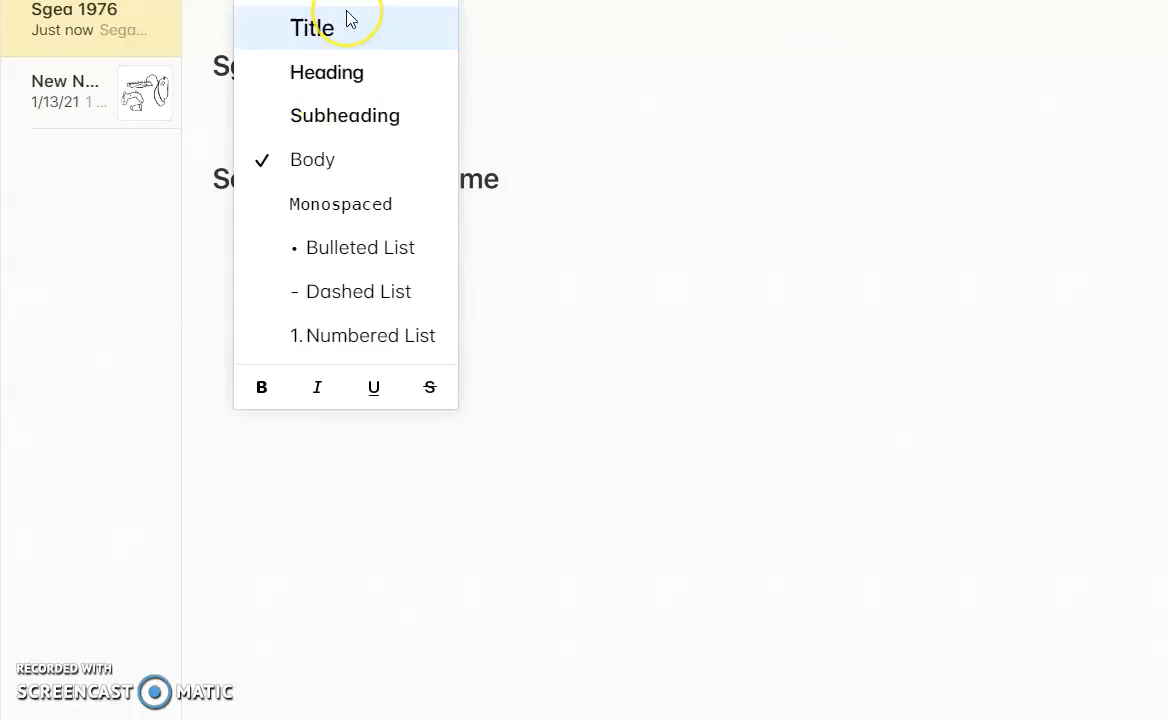 Sgea 1976
Just now Sega...
New N...
1/13/21 1 ...
Title
Heading
Subheading
✓ Body
Monospaced
• Bulleted List
- Dashed List
1. Numbered List
B I U S
me
RECORDED WITH
SCREENCAST MATIC